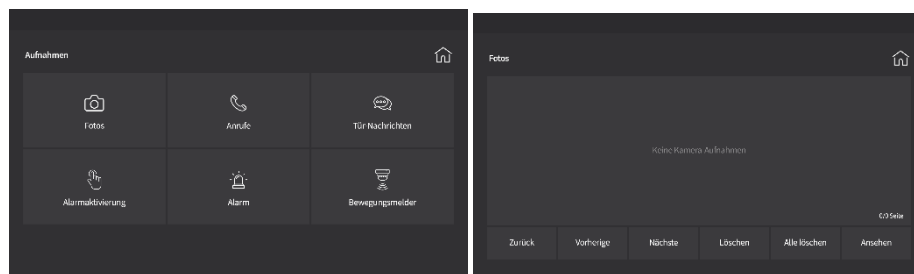 Aufnahmen
Fotos
Anrufe
Tür Nachrichten
Alarmaktivierung
Alarm
Bewegungsmelder
Fotos
Keine Kamera Aufnahmen
0/0 Seite
Zurück
Vorherige
Nächste
Löschen
Alle löschen
Ansehen